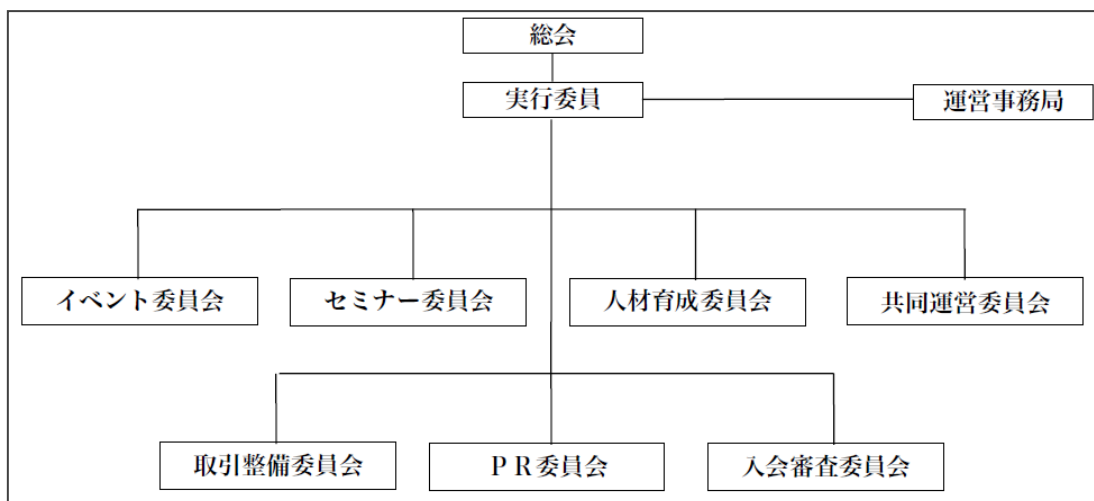 総会
実行委員
運営事務局
イベント委員会
セミナー委員会
人材育成委員会
共同運営委員会
取引整備委員会
ＰＲ委員会
入会審査委員会